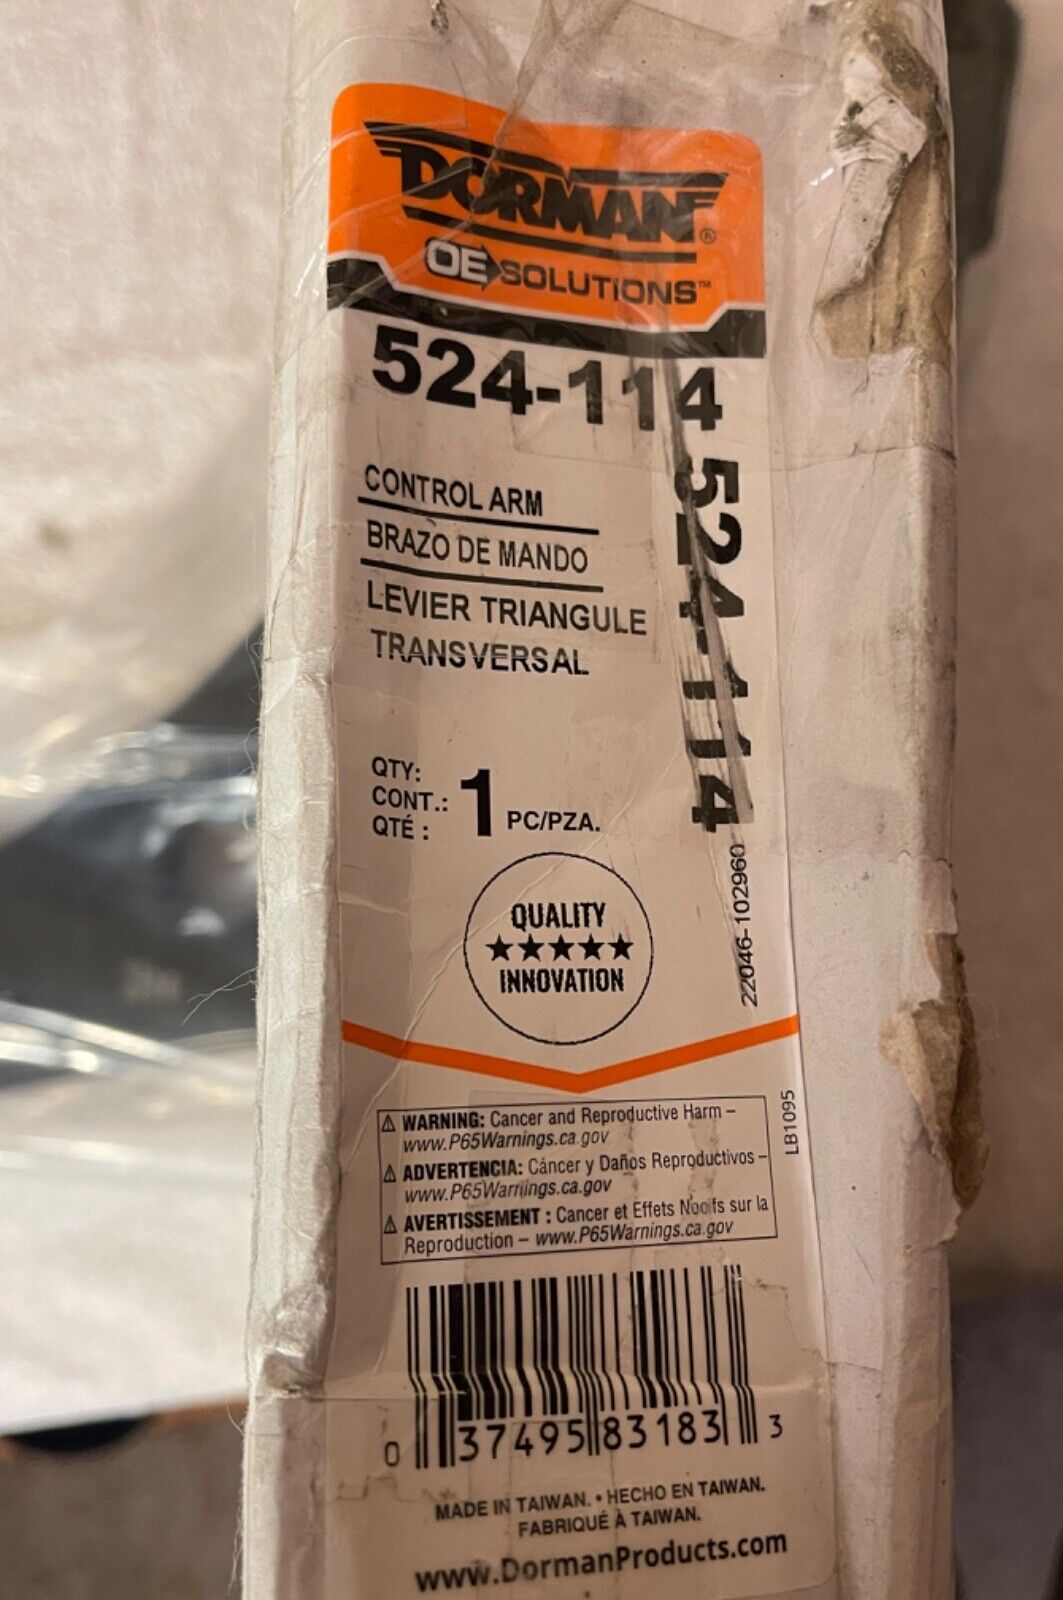 DORMAN®
OE SOLUTIONS™
524-114
524-114
CONTROL ARM
BRAZO DE MANDO
LEVIER TRIANGULE
TRANSVERSAL
QTY:
CONT.:
QTÉ :
1 PC/PZA.
22046-102960
QUALITY
★★★★★
INNOVATION
LB1095
⚠ WARNING: Cancer and Reproductive Harm –
www.P65Warnings.ca.gov
⚠ ADVERTENCIA: Cáncer y Daños Reproductivos –
www.P65Warnings.ca.gov
⚠ AVERTISSEMENT : Cancer et Effets Nocifs sur la
Reproduction – www.P65Warnings.ca.gov
0 37495 83183 3
MADE IN TAIWAN. • HECHO EN TAIWAN.
FABRIQUÉ À TAIWAN.
www.DormanProducts.com